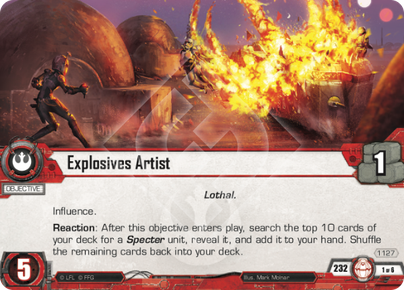 Explosives Artist
1
OBJECTIVE
Lothal.
Influence.
Reaction: After this objective enters play, search the top 10 cards of
your deck for a Specter unit, reveal it, and add it to your hand. Shuffle
the remaining cards back into your deck.
1127
5
© LFL © FFG
Illus. Mark Molnar
232
1 of 6